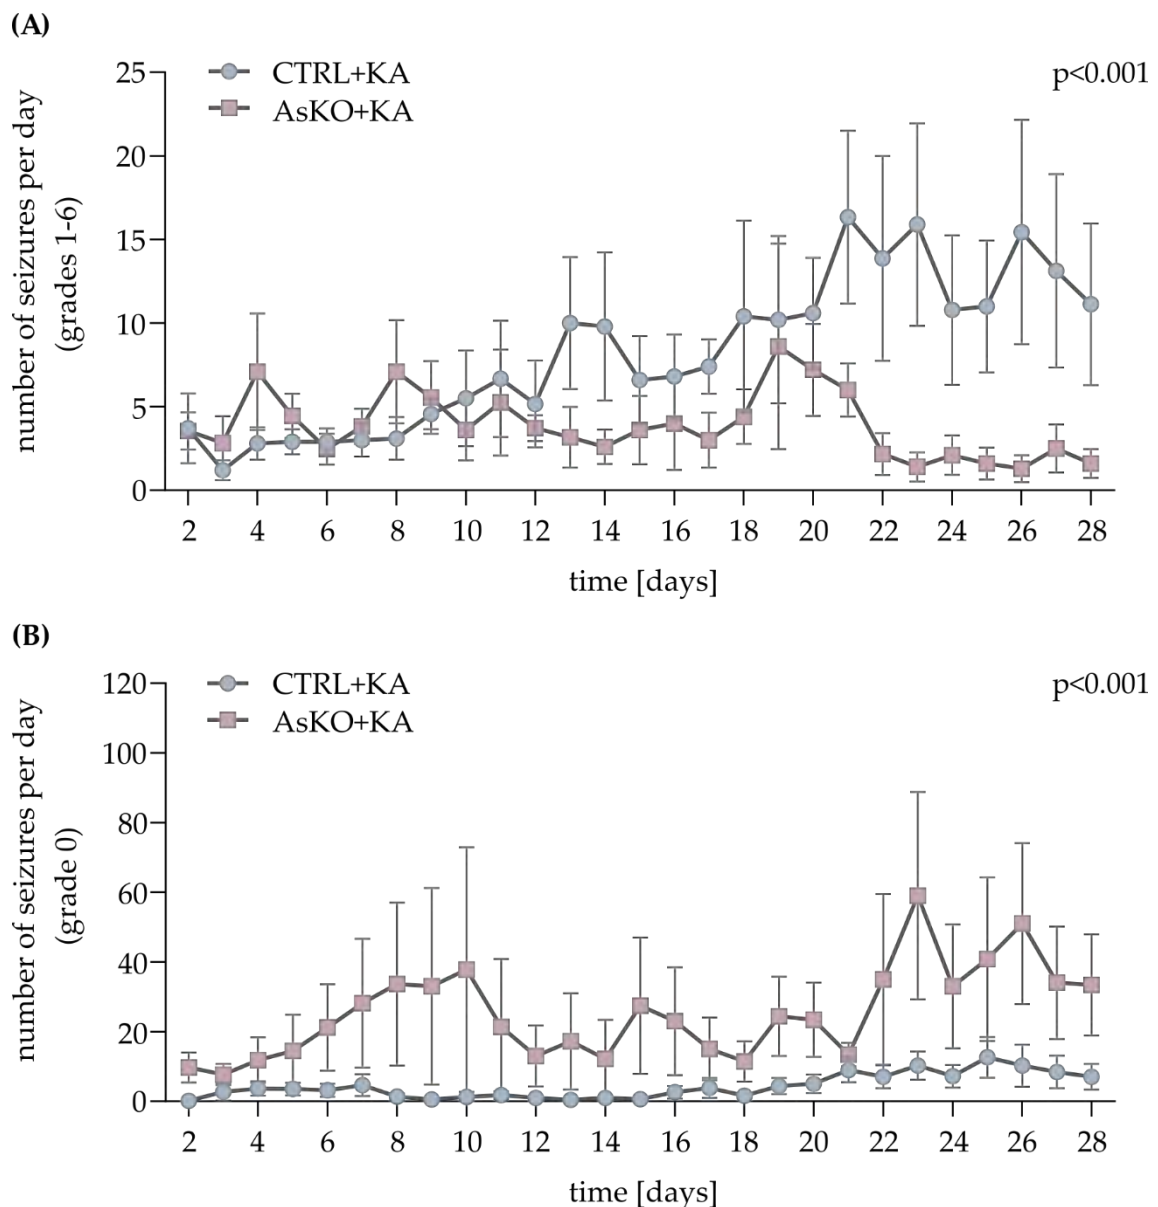 (A)
number of seizures per day
(grades 1-6)
25
20
15
10
5
0
CTRL+KA
AsKO+KA
p<0.001
2 4 6 8 10 12 14 16 18 20 22 24 26 28
time [days]
(B)
number of seizures per day
(grade 0)
120
100
80
60
40
20
0
CTRL+KA
AsKO+KA
p<0.001
2 4 6 8 10 12 14 16 18 20 22 24 26 28
time [days]